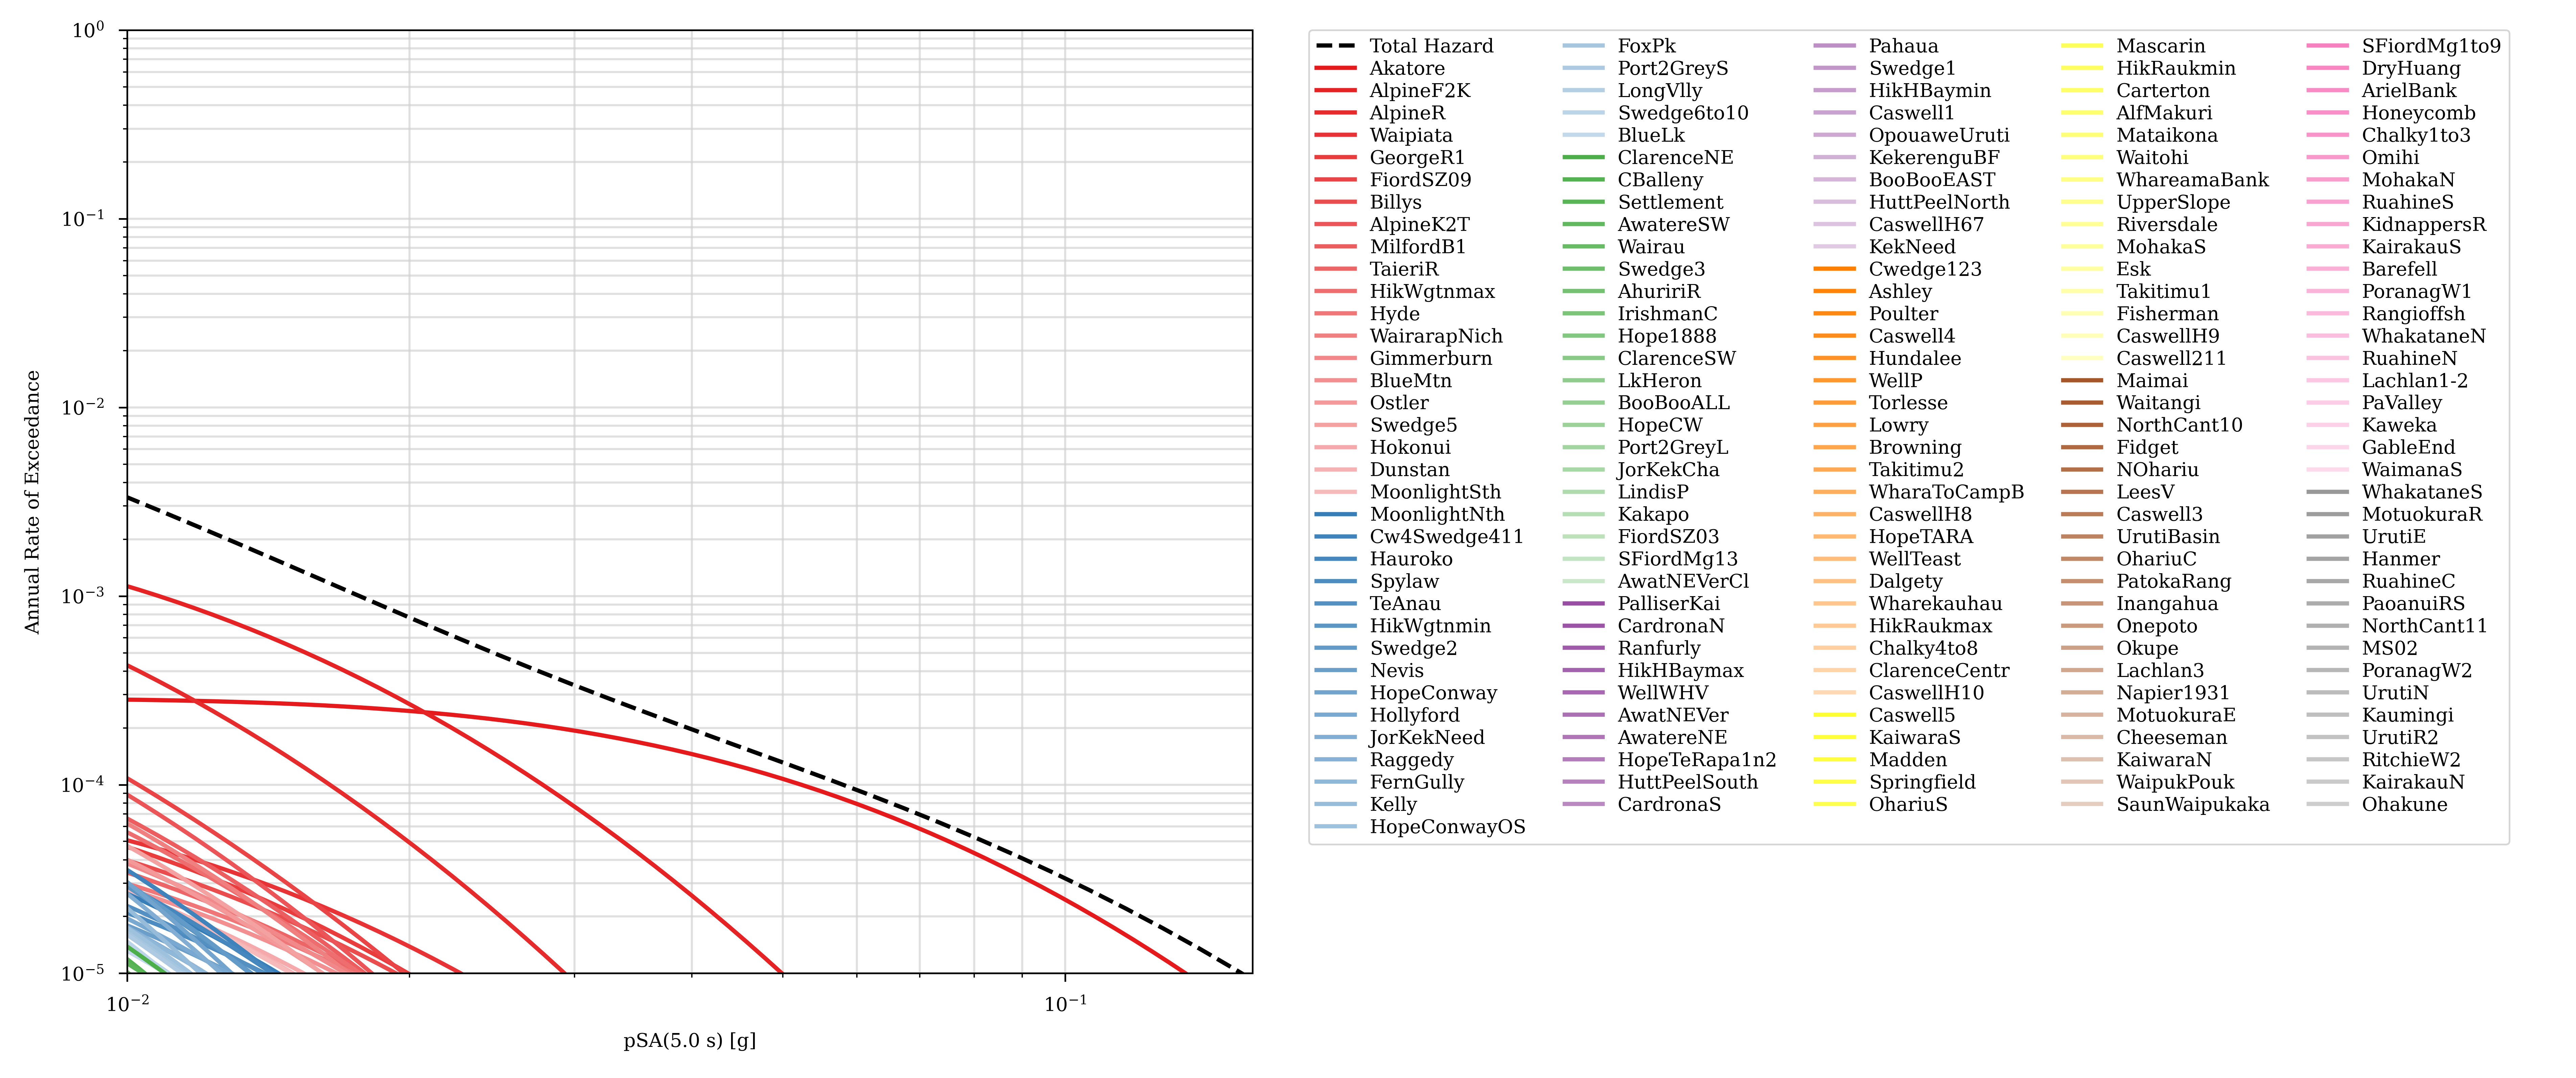 10⁰
10⁻¹
10⁻²
10⁻³
10⁻⁴
10⁻⁵
Annual Rate of Exceedance
10⁻²
10⁻¹
pSA(5.0 s) [g]
Total Hazard
Akatore
AlpineF2K
AlpineR
Waipiata
GeorgeR1
FiordSZ09
Billys
AlpineK2T
MilfordB1
TaieriR
HikWgtnmax
Hyde
WairarapNich
Gimmerburn
BlueMtn
Ostler
Swedge5
Hokonui
Dunstan
MoonlightSth
MoonlightNth
Cw4Swedge411
Hauroko
Spylaw
TeAnau
HikWgtnmin
Swedge2
Nevis
HopeConway
Hollyford
JorKekNeed
Raggedy
FernGully
Kelly
HopeConwayOS
FoxPk
Port2GreyS
LongVlly
Swedge6to10
BlueLk
ClarenceNE
CBalleny
Settlement
AwatereSW
Wairau
Swedge3
AhuririR
IrishmanC
Hope1888
ClarenceSW
LkHeron
BooBooALL
HopeCW
Port2GreyL
JorKekCha
LindisP
Kakapo
FiordSZ03
SFiordMg13
AwatNEVerCl
PalliserKai
CardronaN
Ranfurly
HikHBaymax
WellWHV
AwatNEVer
AwatereNE
HopeTeRapa1n2
HuttPeelSouth
CardronaS
Pahaua
Swedge1
HikHBaymin
Caswell1
OpouaweUruti
KekerenguBF
BooBooEAST
HuttPeelNorth
CaswellH67
KekNeed
Cwedge123
Ashley
Poulter
Caswell4
Hundalee
WellP
Torlesse
Lowry
Browning
Takitimu2
WharaToCampB
CaswellH8
HopeTARA
WellTeast
Dalgety
Wharekauhau
HikRaukmax
Chalky4to8
ClarenceCentr
CaswellH10
Caswell5
KaiwaraS
Madden
Springfield
OhariuS
Mascarin
HikRaukmin
Carterton
AlfMakuri
Mataikona
Waitohi
WhareamaBank
UpperSlope
Riversdale
MohakaS
Esk
Takitimu1
Fisherman
CaswellH9
Caswell211
Maimai
Waitangi
NorthCant10
Fidget
NOhariu
LeesV
Caswell3
UrutiBasin
OhariuC
PatokaRang
Inangahua
Onepoto
Okupe
Lachlan3
Napier1931
MotuokuraE
Cheeseman
KaiwaraN
WaipukPouk
SaunWaipukaka
SFiordMg1to9
DryHuang
ArielBank
Honeycomb
Chalky1to3
Omihi
MohakaN
RuahineS
KidnappersR
KairakauS
Barefell
PoranagW1
Rangioffsh
WhakataneN
RuahineN
Lachlan1-2
PaValley
Kaweka
GableEnd
WaimanaS
WhakataneS
MotuokuraR
UrutiE
Hanmer
RuahineC
PaoanuiRS
NorthCant11
MS02
PoranagW2
UrutiN
Kaumingi
UrutiR2
RitchieW2
KairakauN
Ohakune